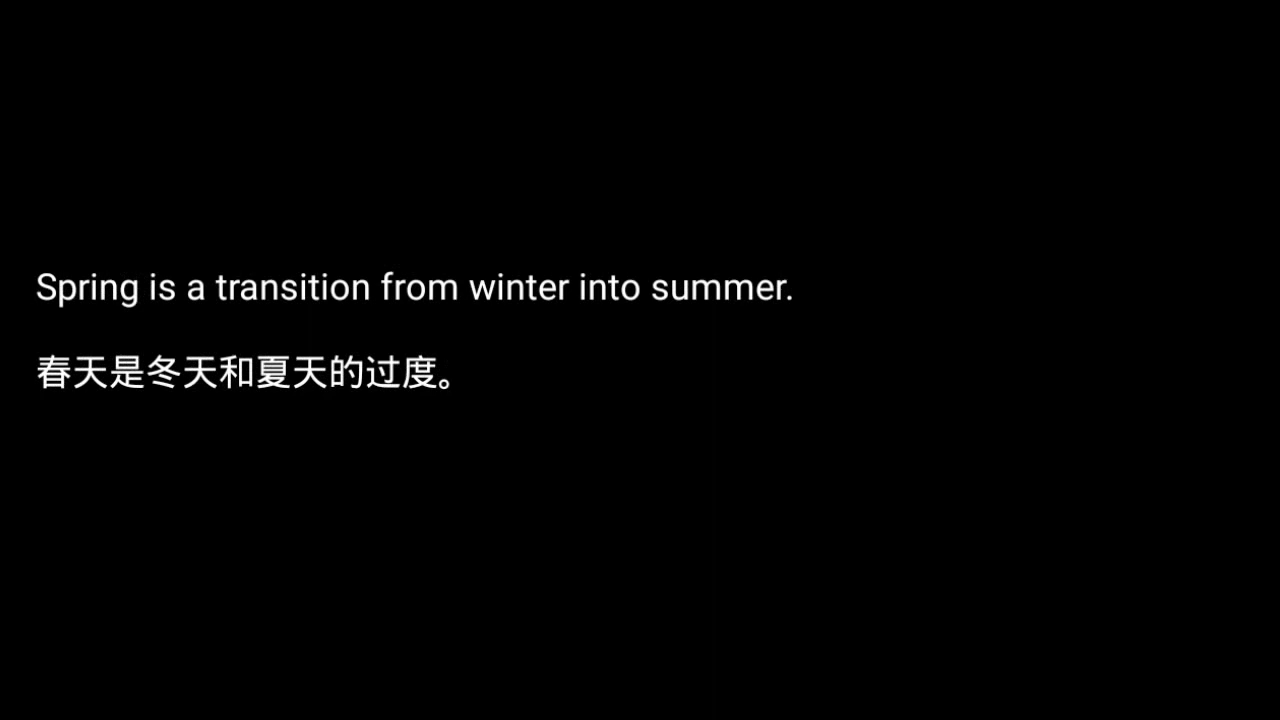 Spring is a transition from winter into summer.
春天是冬天和夏天的过度。